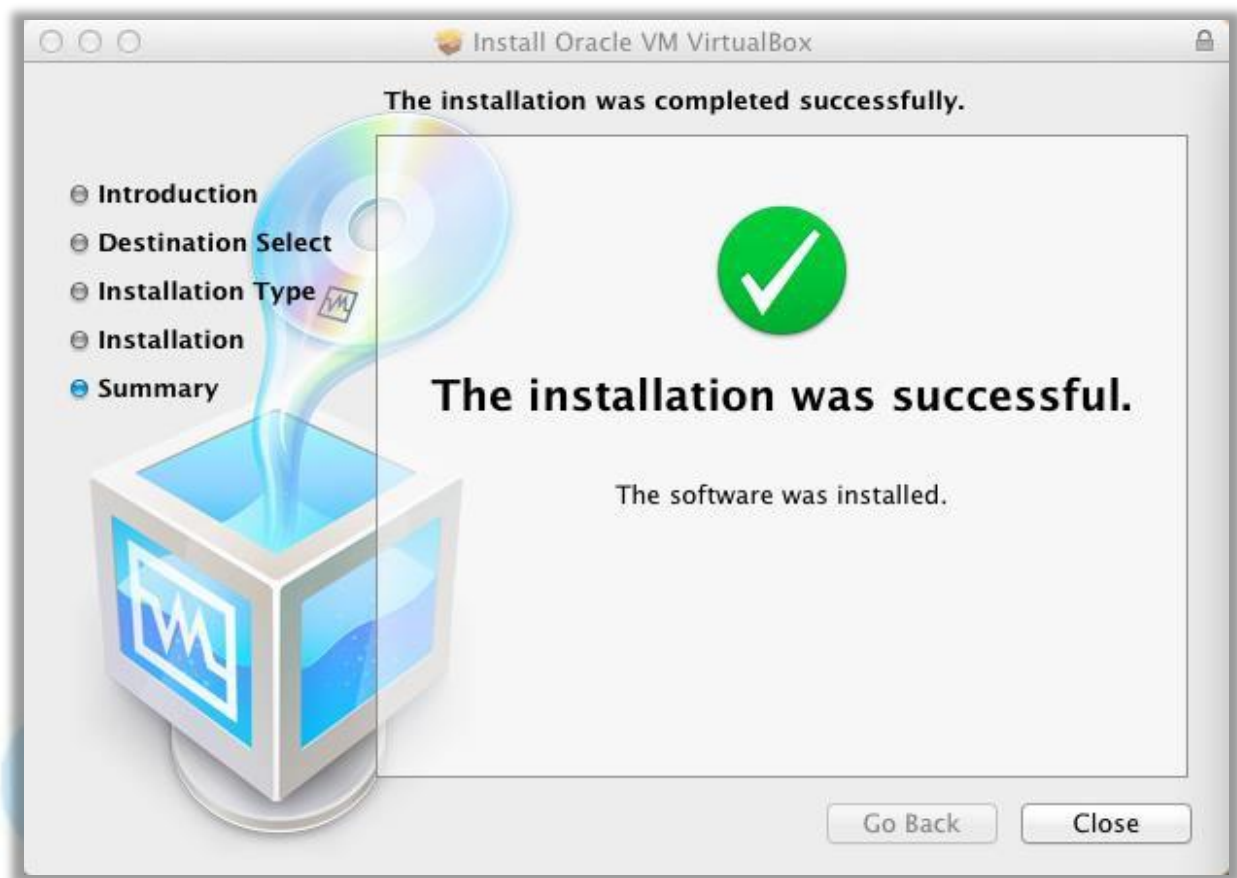 Install Oracle VM VirtualBox
The installation was completed successfully.
Introduction
Destination Select
Installation Type
Installation
Summary
The installation was successful.
The software was installed.
Go Back
Close